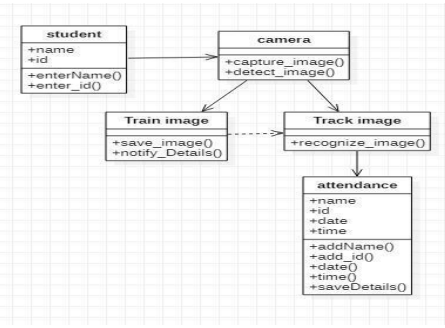 student
+name
+id
+enterName()
+enter_id()
camera
+capture_image()
+detect_image()
Train image
+save_image()
+notify_Details()
Track image
+recognize_image()
attendance
+name
+id
+date
+time
+addName()
+add_id()
+date()
+time()
+saveDetails()